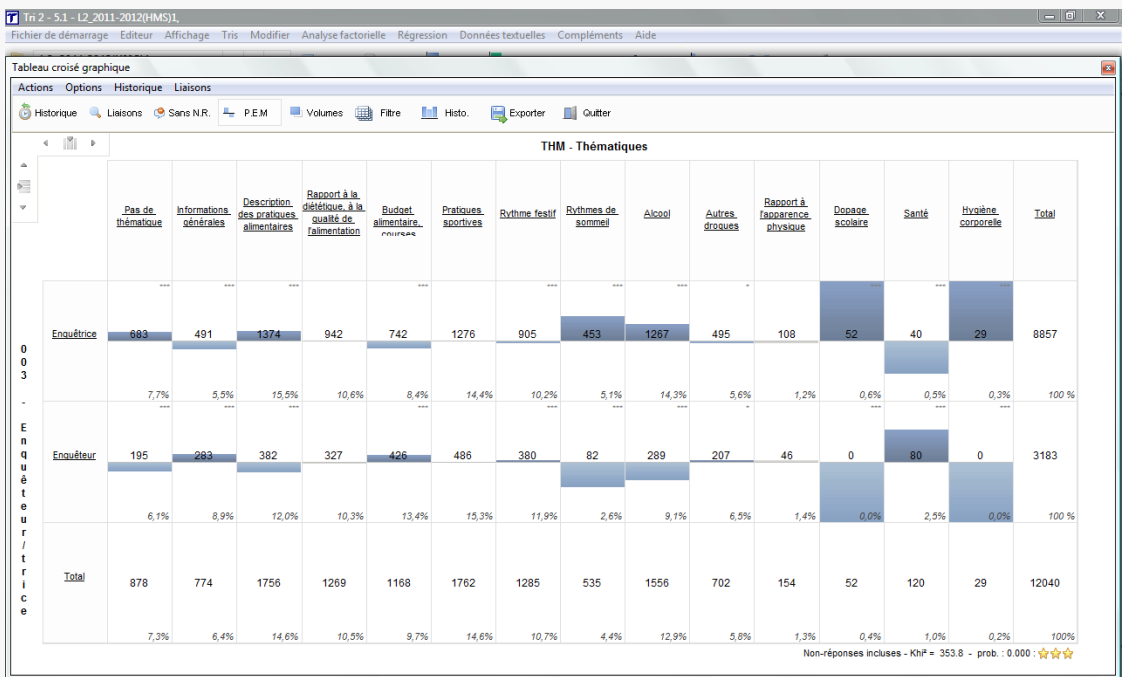 Tri 2 - 5.1 - L2_2011-2012(HMS)1,
Fichier de démarrage Editeur Affichage Tris Modifier Analyse factorielle Régression Données textuelles Compléments Aide
Tableau croisé graphique
Actions Options Historique Liaisons
Historique Liaisons Sans N.R. P.E.M Volumes Filtre Histo. Exporter Quitter
THM - Thématiques
Pas de thématique
Informations générales
Description des pratiques alimentaires
Rapport à la diététique, à la qualité de l'alimentation
Budget alimentaire, courses
Pratiques sportives
Rythme festif
Rythmes de sommeil
Alcool
Autres drogues
Rapport à l'apparence physique
Dopage scolaire
Santé
Hygiène corporelle
Total
003 - Enquêteur/trice
--- --- --- --- --- --- --- - --- --- ---
Enquêtrice 683 491 1374 942 742 1276 905 453 1267 495 108 52 40 29 8857
7,7% 5,5% 15,5% 10,6% 8,4% 14,4% 10,2% 5,1% 14,3% 5,6% 1,2% 0,6% 0,5% 0,3% 100 %
--- --- --- --- --- --- --- - --- --- ---
Enquêteur 195 283 382 327 426 486 380 82 289 207 46 0 80 0 3183
6,1% 8,9% 12,0% 10,3% 13,4% 15,3% 11,9% 2,6% 9,1% 6,5% 1,4% 0,0% 2,5% 0,0% 100 %
Total 878 774 1756 1269 1168 1762 1285 535 1556 702 154 52 120 29 12040
7,3% 6,4% 14,6% 10,5% 9,7% 14,6% 10,7% 4,4% 12,9% 5,8% 1,3% 0,4% 1,0% 0,2% 100%
Non-réponses incluses - Khi² = 353.8 - prob. : 0.000 :